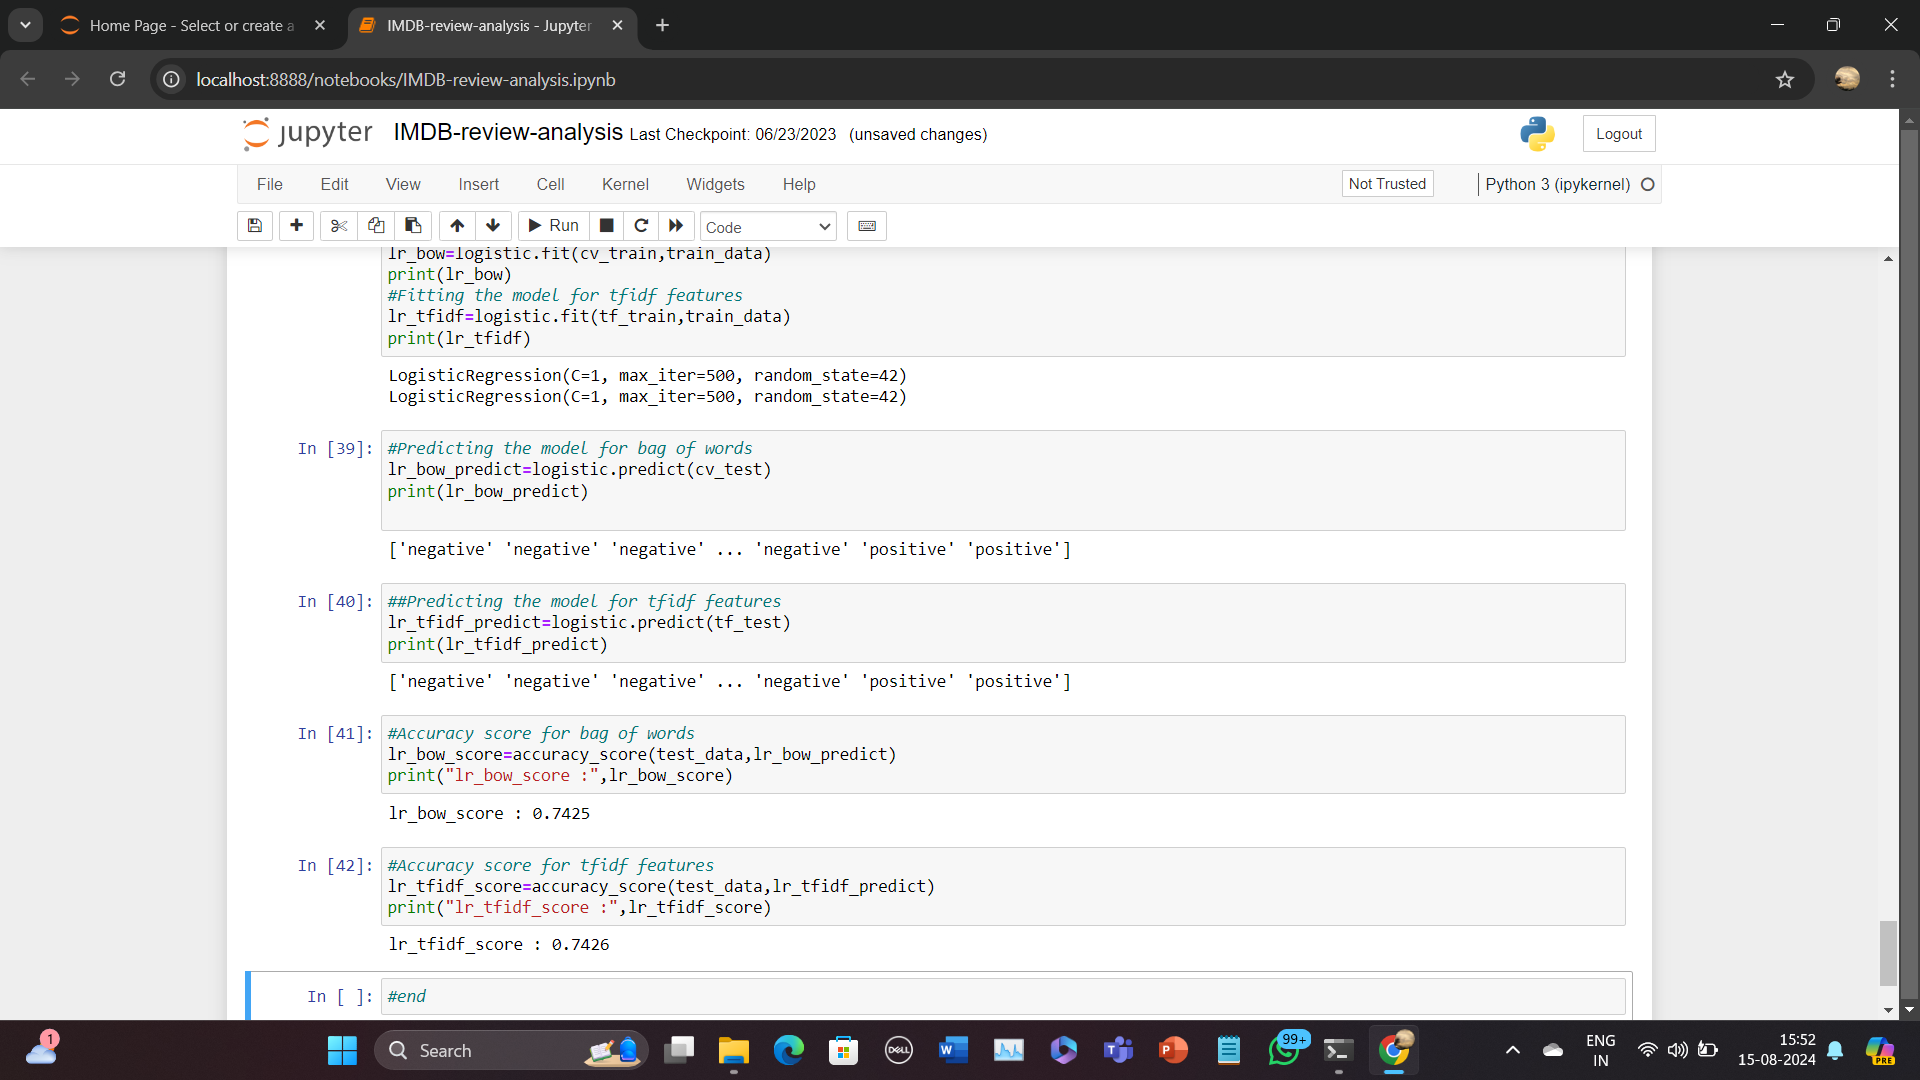 Home Page - Select or create a
IMDB-review-analysis - Jupyter
localhost:8888/notebooks/IMDB-review-analysis.ipynb
jupyter IMDB-review-analysis Last Checkpoint: 06/23/2023 (unsaved changes)
Logout
File Edit View Insert Cell Kernel Widgets Help
Not Trusted Python 3 (ipykernel)
Run Code
lr_bow=logistic.fit(cv_train,train_data)
print(lr_bow)
#Fitting the model for tfidf features
lr_tfidf=logistic.fit(tf_train,train_data)
print(lr_tfidf)
LogisticRegression(C=1, max_iter=500, random_state=42)
LogisticRegression(C=1, max_iter=500, random_state=42)
In [39]: #Predicting the model for bag of words
lr_bow_predict=logistic.predict(cv_test)
print(lr_bow_predict)
['negative' 'negative' 'negative' ... 'negative' 'positive' 'positive']
In [40]: ##Predicting the model for tfidf features
lr_tfidf_predict=logistic.predict(tf_test)
print(lr_tfidf_predict)
['negative' 'negative' 'negative' ... 'negative' 'positive' 'positive']
In [41]: #Accuracy score for bag of words
lr_bow_score=accuracy_score(test_data,lr_bow_predict)
print("lr_bow_score :",lr_bow_score)
lr_bow_score : 0.7425
In [42]: #Accuracy score for tfidf features
lr_tfidf_score=accuracy_score(test_data,lr_tfidf_predict)
print("lr_tfidf_score :",lr_tfidf_score)
lr_tfidf_score : 0.7426
In [ ]: #end
1
Search
DELL
W
T
P
99+
ENG
IN
15:52
15-08-2024
PRE